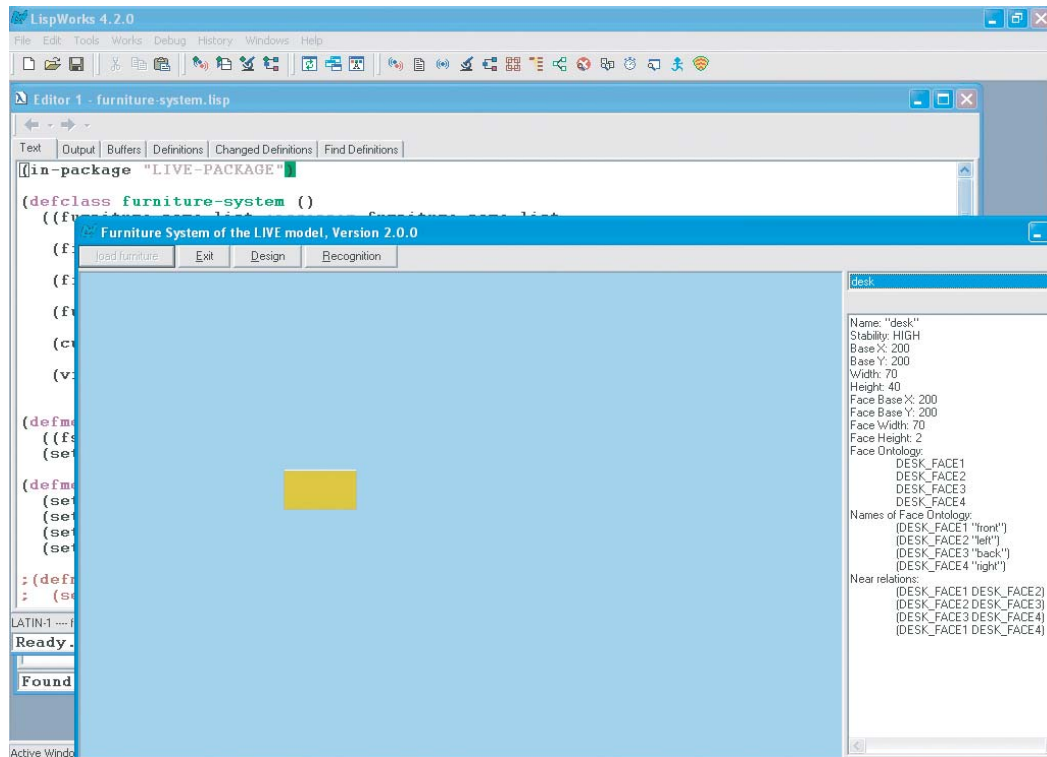 LispWorks 4.2.0
File Edit Tools Works Debug History Windows Help
Editor 1 - furniture-system.lisp
Text Output Buffers Definitions Changed Definitions Find Definitions
(in-package "LIVE-PACKAGE")
(defclass furniture-system ()
Furniture System of the LIVE model, Version 2.0.0
load furniture Exit Design Recognition
desk
Name: "desk"
Stability: HIGH
Base X: 200
Base Y: 200
Width: 70
Height: 40
Face Base X: 200
Face Base Y: 200
Face Width: 70
Face Height: 2
Face Ontology:
DESK_FACE1
DESK_FACE2
DESK_FACE3
DESK_FACE4
Names of Face Ontology:
(DESK_FACE1 "front")
(DESK_FACE2 "left")
(DESK_FACE3 "back")
(DESK_FACE4 "right")
Near relations:
(DESK_FACE1 DESK_FACE2)
(DESK_FACE2 DESK_FACE3)
(DESK_FACE3 DESK_FACE4)
(DESK_FACE1 DESK_FACE4)
LATIN-1 ----
Ready.
Found
Active Windo